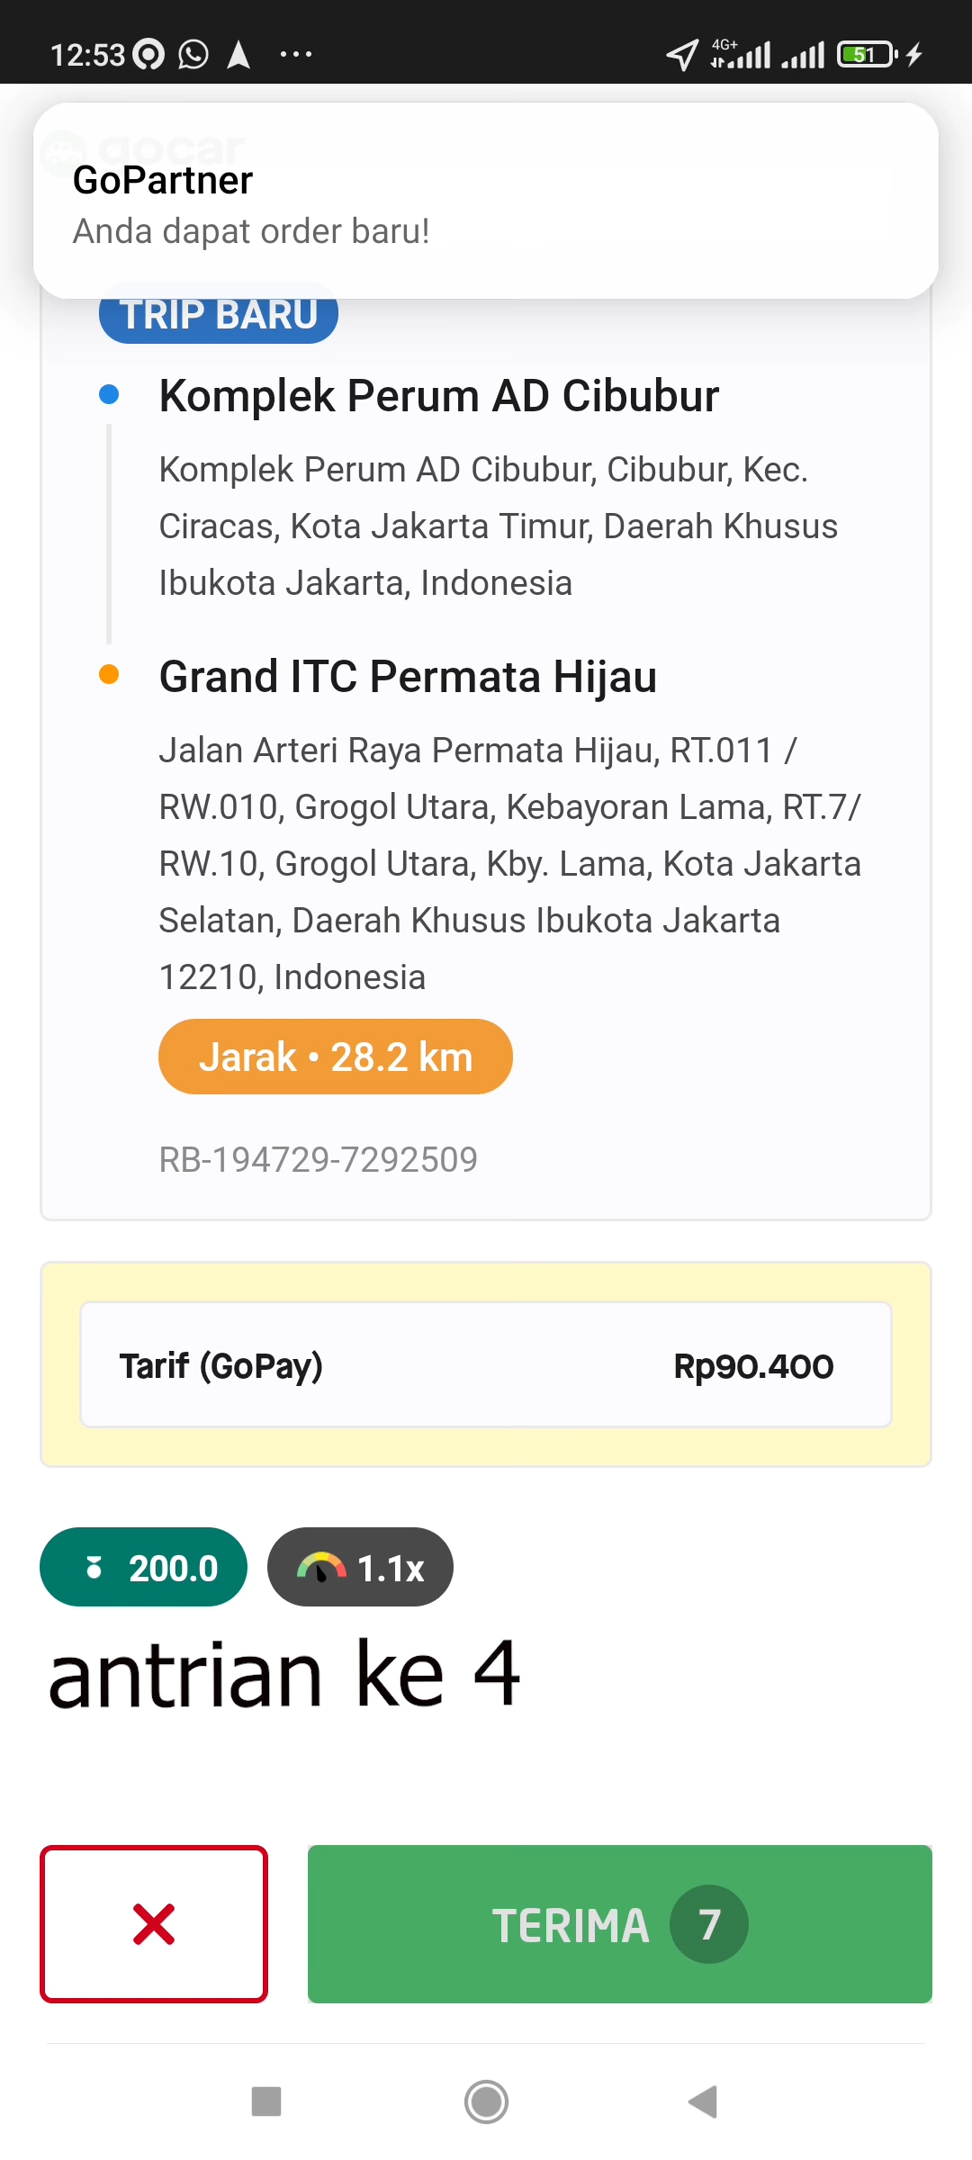 12:53
4G+
51
gocar
GoPartner
Anda dapat order baru!
TRIP BARU
Komplek Perum AD Cibubur
Komplek Perum AD Cibubur, Cibubur, Kec.
Ciracas, Kota Jakarta Timur, Daerah Khusus
Ibukota Jakarta, Indonesia
Grand ITC Permata Hijau
Jalan Arteri Raya Permata Hijau, RT.011 /
RW.010, Grogol Utara, Kebayoran Lama, RT.7/
RW.10, Grogol Utara, Kby. Lama, Kota Jakarta
Selatan, Daerah Khusus Ibukota Jakarta
12210, Indonesia
Jarak • 28.2 km
RB-194729-7292509
Tarif (GoPay) Rp90.400
200.0 1.1x
antrian ke 4
TERIMA 7